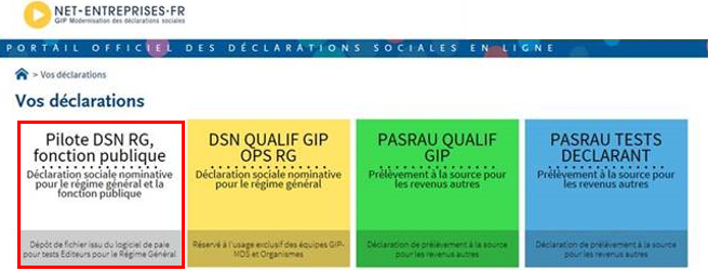 NET-ENTREPRISES·FR
GIP Modernisation des déclarations sociales
PORTAIL OFFICIEL DES DÉCLARATIONS SOCIALES EN LIGNE
> Vos déclarations
Vos déclarations
Pilote DSN RG,
fonction publique
Déclaration sociale nominative
pour le régime général et la
fonction publique
Dépôt de fichier issu du logiciel de paie
pour tests Editeurs pour le Régime Général.
DSN QUALIF GIP
OPS RG
Déclaration sociale nominative
pour le régime général
Réservé à l'usage exclusif des équipes GIP-
MDS et Organismes
PASRAU QUALIF
GIP
Prélèvement à la source pour
les revenus autres
Déclaration de prélèvement à la source
pour les revenus autres
PASRAU TESTS
DECLARANT
Prélèvement à la source pour
les revenus autres
Déclaration de prélèvement à la source
pour les revenus autres